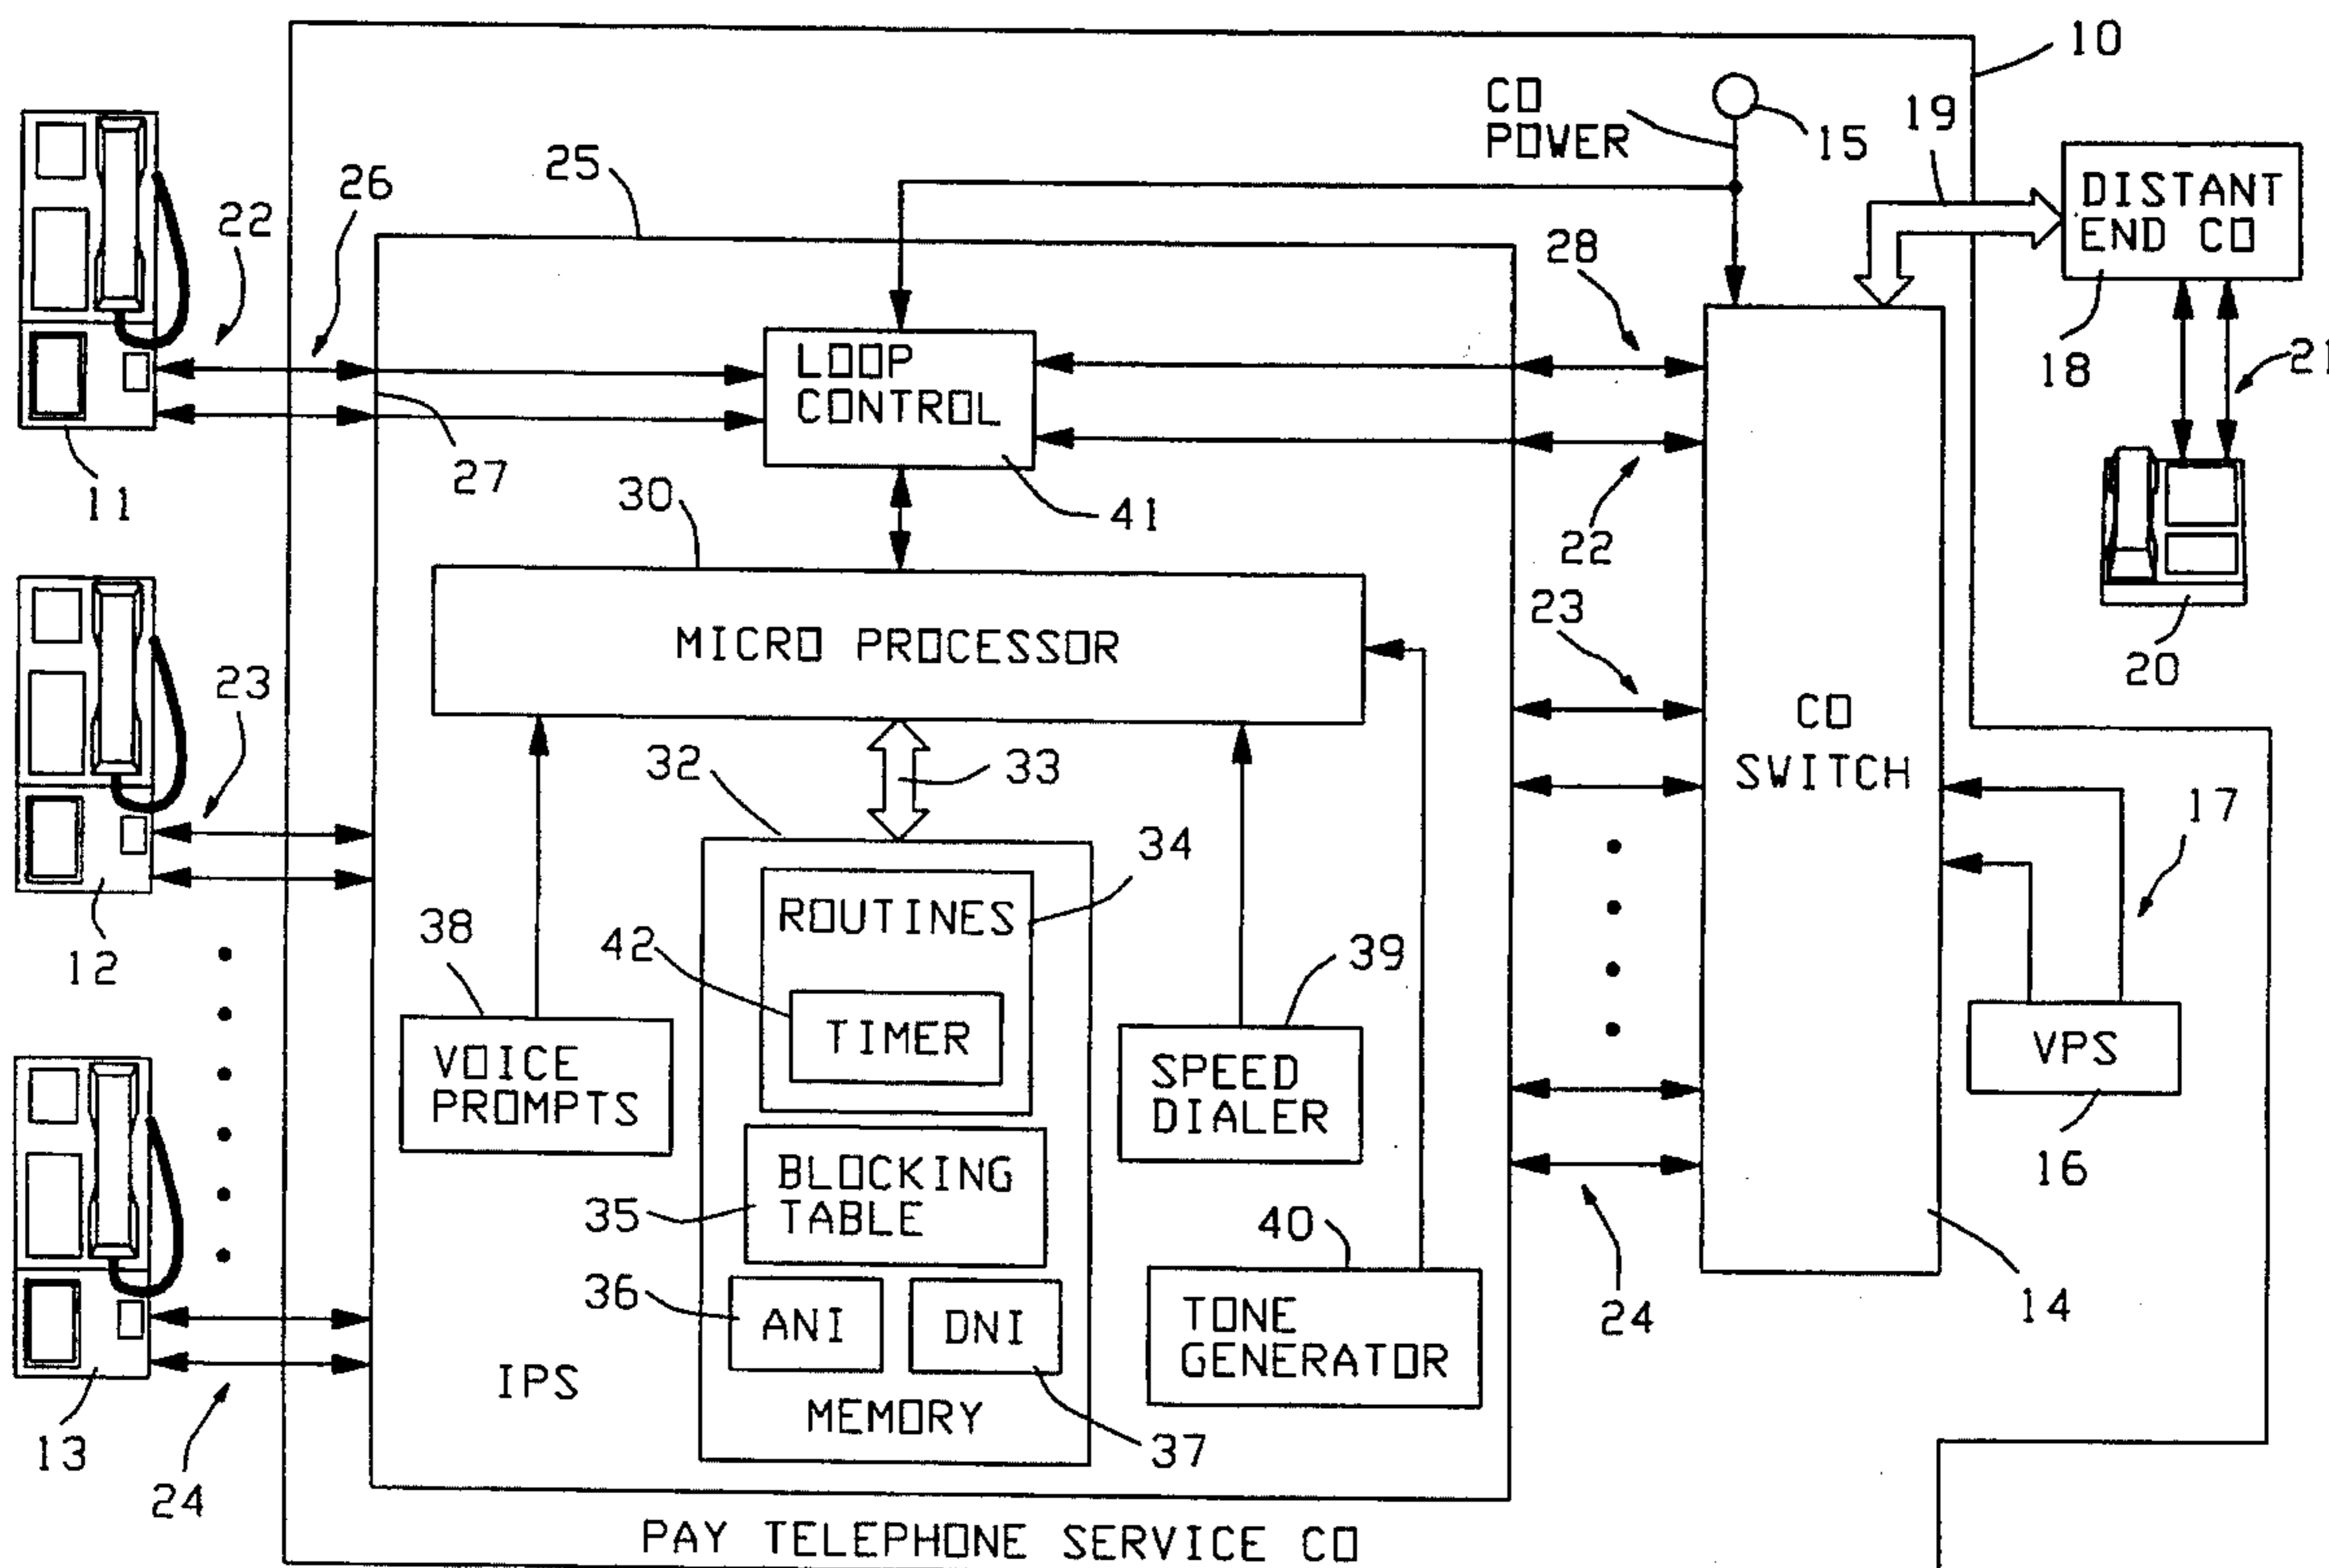 10
CO
POWER
15
19
DISTANT
END CO
18
21
20
25
26
22
11
27
LOOP
CONTROL
41
28
22
30
MICRO PROCESSOR
23
23
12
32
33
34
ROUTINES
42
TIMER
38
VOICE
PROMPTS
39
SPEED
DIALER
CO
SWITCH
17
VPS
16
35
BLOCKING
TABLE
36
ANI
DNI
37
MEMORY
IPS
40
TONE
GENERATOR
24
14
13
24
PAY TELEPHONE SERVICE CO